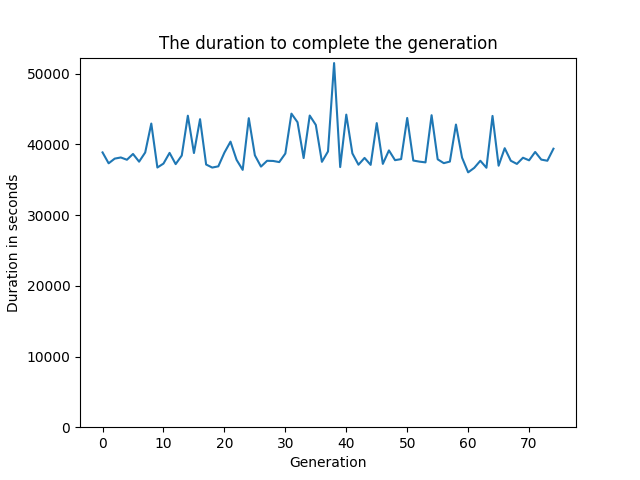 The duration to complete the generation
50000
40000
30000
20000
10000
0
Duration in seconds
0 10 20 30 40 50 60 70
Generation